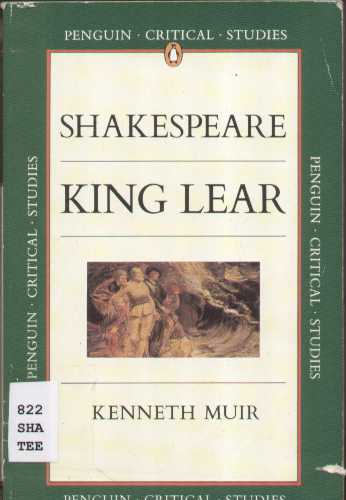 PENGUIN · CRITICAL · STUDIES
SHAKESPEARE
KING LEAR
KENNETH MUIR
PENGUIN · CRITICAL · STUDIES
PENGUIN · CRITICAL · STUDIES
822
SHA
TEE
PENGUIN · CRITICAL · STUDIES